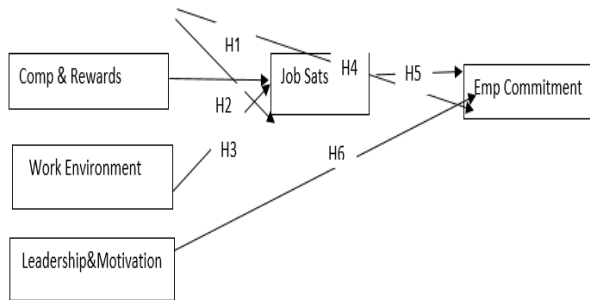 H1
Comp & Rewards
Job Sats
H4
H5
Emp Commitment
H2
Work Environment
H3
H6
Leadership&Motivation